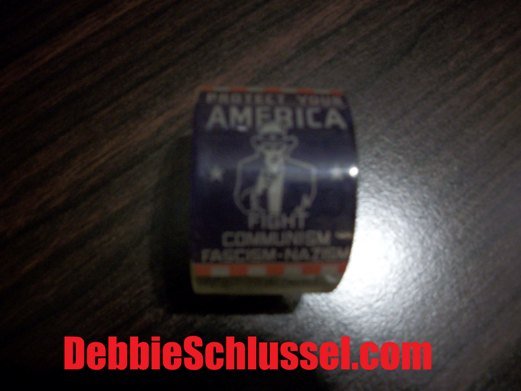 PROTECT YOUR
AMERICA
FIGHT
COMMUNISM
FASCISM-NAZISM
DebbieSchlussel.com